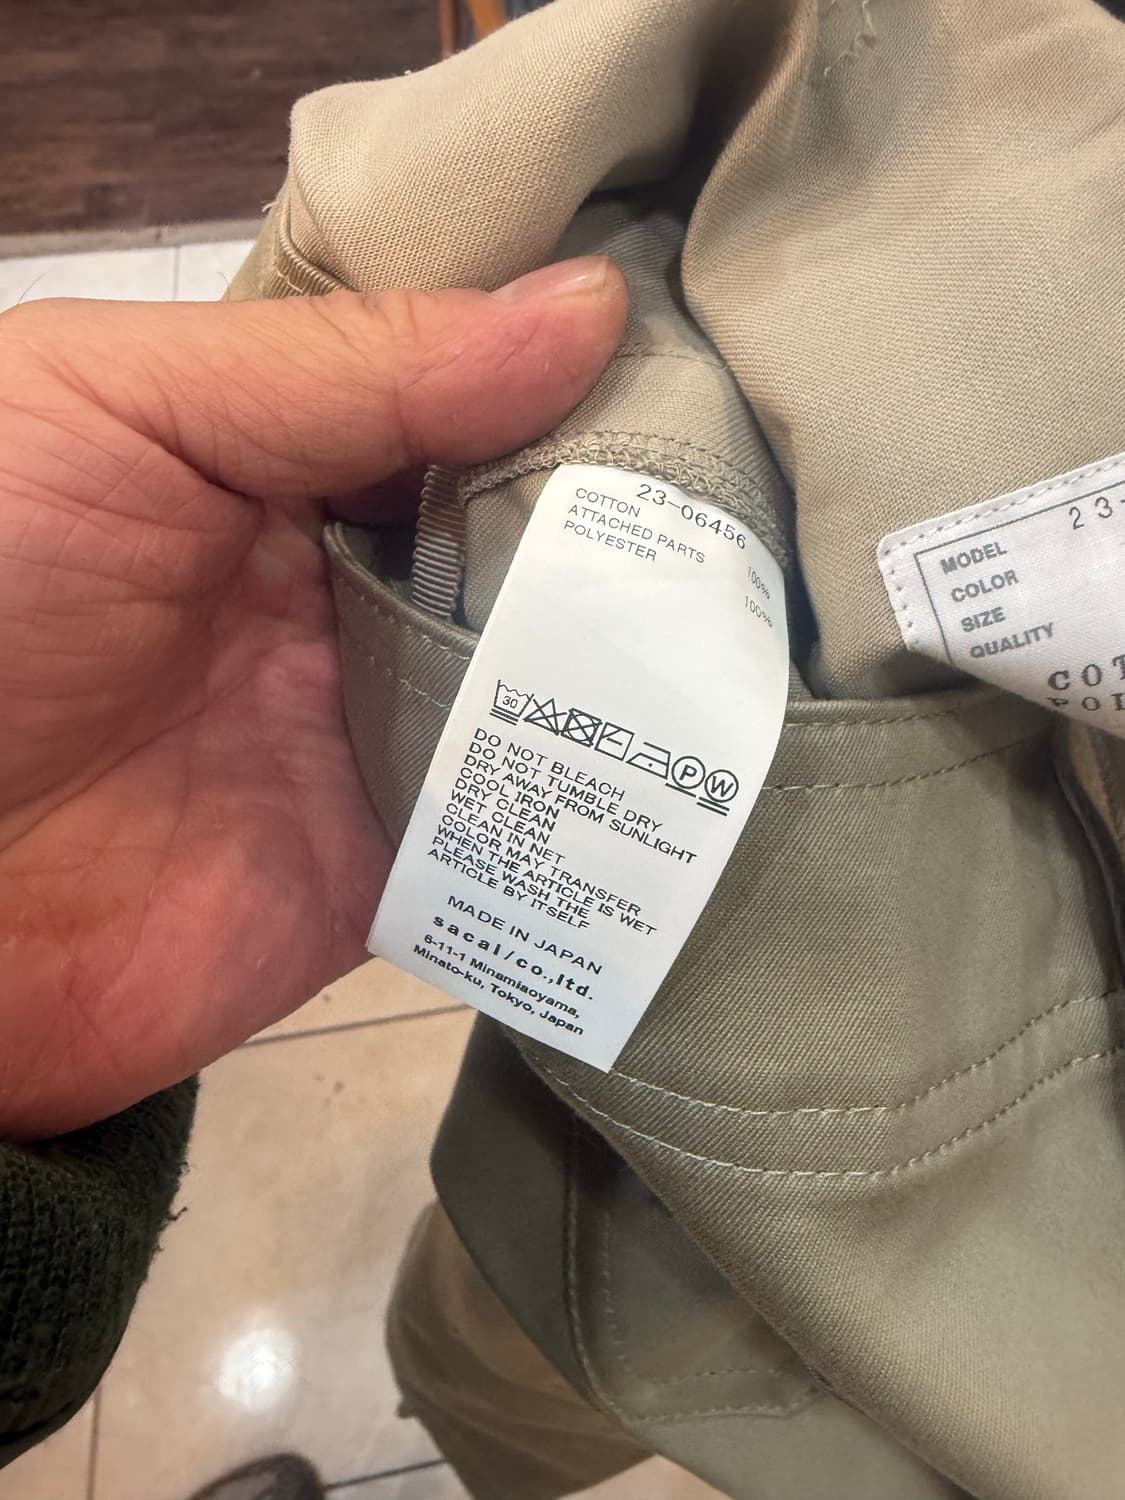 23-06456
COTTON 100%
ATTACHED PARTS
POLYESTER 100%
30
P W
DO NOT BLEACH
DO NOT TUMBLE DRY
DRY AWAY FROM SUNLIGHT
COOL IRON
DRY CLEAN
WET CLEAN
CLEAN IN NET
COLOR MAY TRANSFER
WHEN THE ARTICLE IS WET
PLEASE WASH THE
ARTICLE BY ITSELF
MADE IN JAPAN
sacai/co.,ltd.
6-11-1 Minamiaoyama,
Minato-ku, Tokyo, Japan
23-
MODEL
COLOR
SIZE
QUALITY
COT
POL